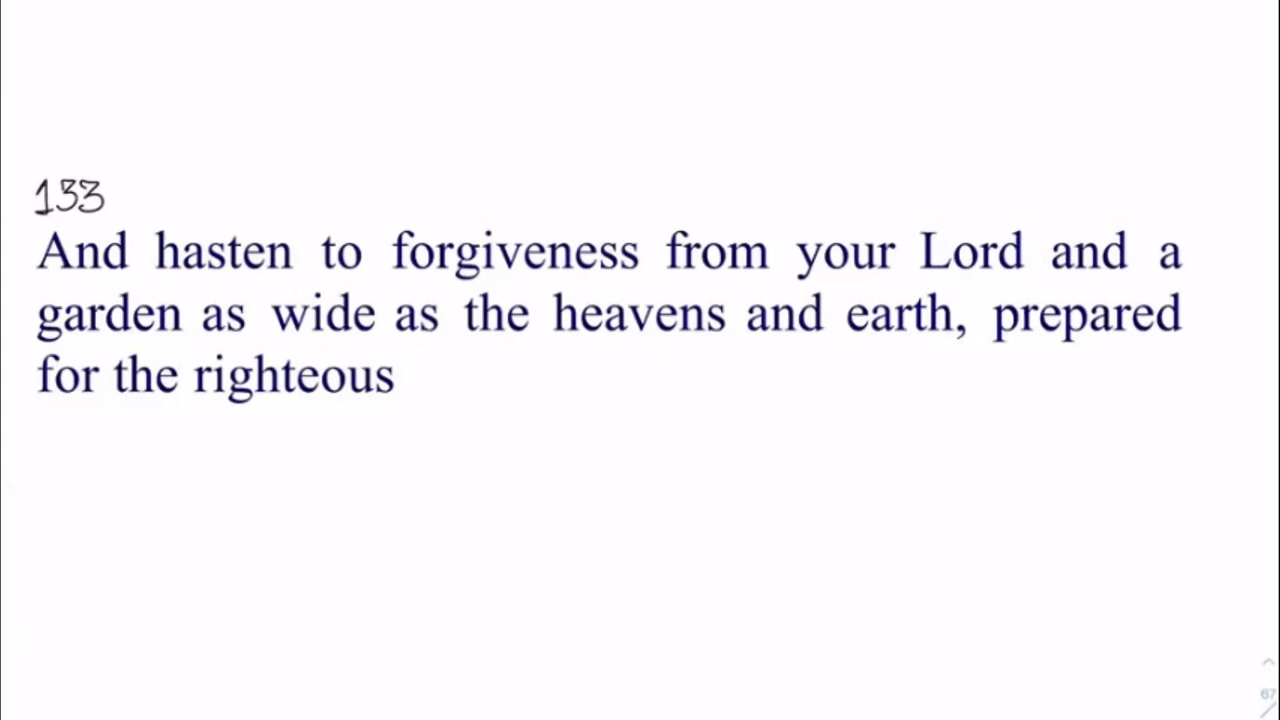 133
And hasten to forgiveness from your Lord and a
garden as wide as the heavens and earth, prepared
for the righteous
67